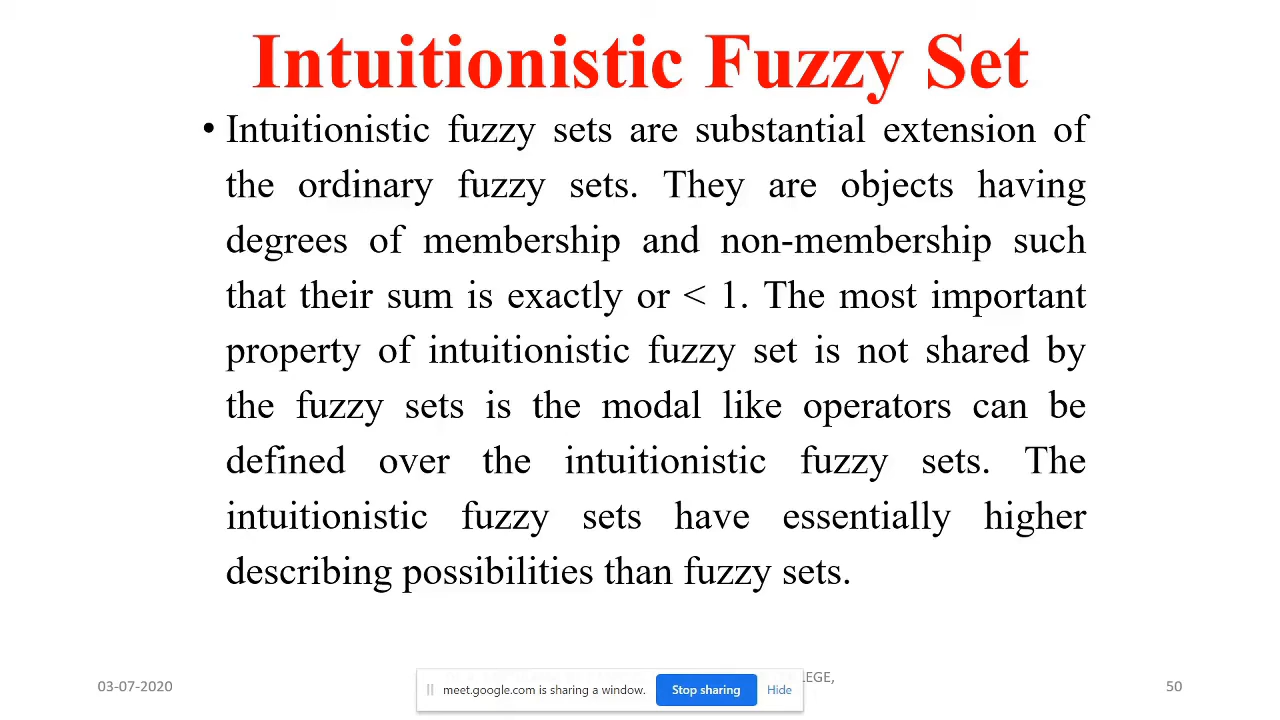 Intuitionistic Fuzzy Set
• Intuitionistic fuzzy sets are substantial extension of
the ordinary fuzzy sets. They are objects having
degrees of membership and non-membership such
that their sum is exactly or < 1. The most important
property of intuitionistic fuzzy set is not shared by
the fuzzy sets is the modal like operators can be
defined over the intuitionistic fuzzy sets. The
intuitionistic fuzzy sets have essentially higher
describing possibilities than fuzzy sets.
03-07-2020
LEGE,
meet.google.com is sharing a window. Stop sharing Hide
50